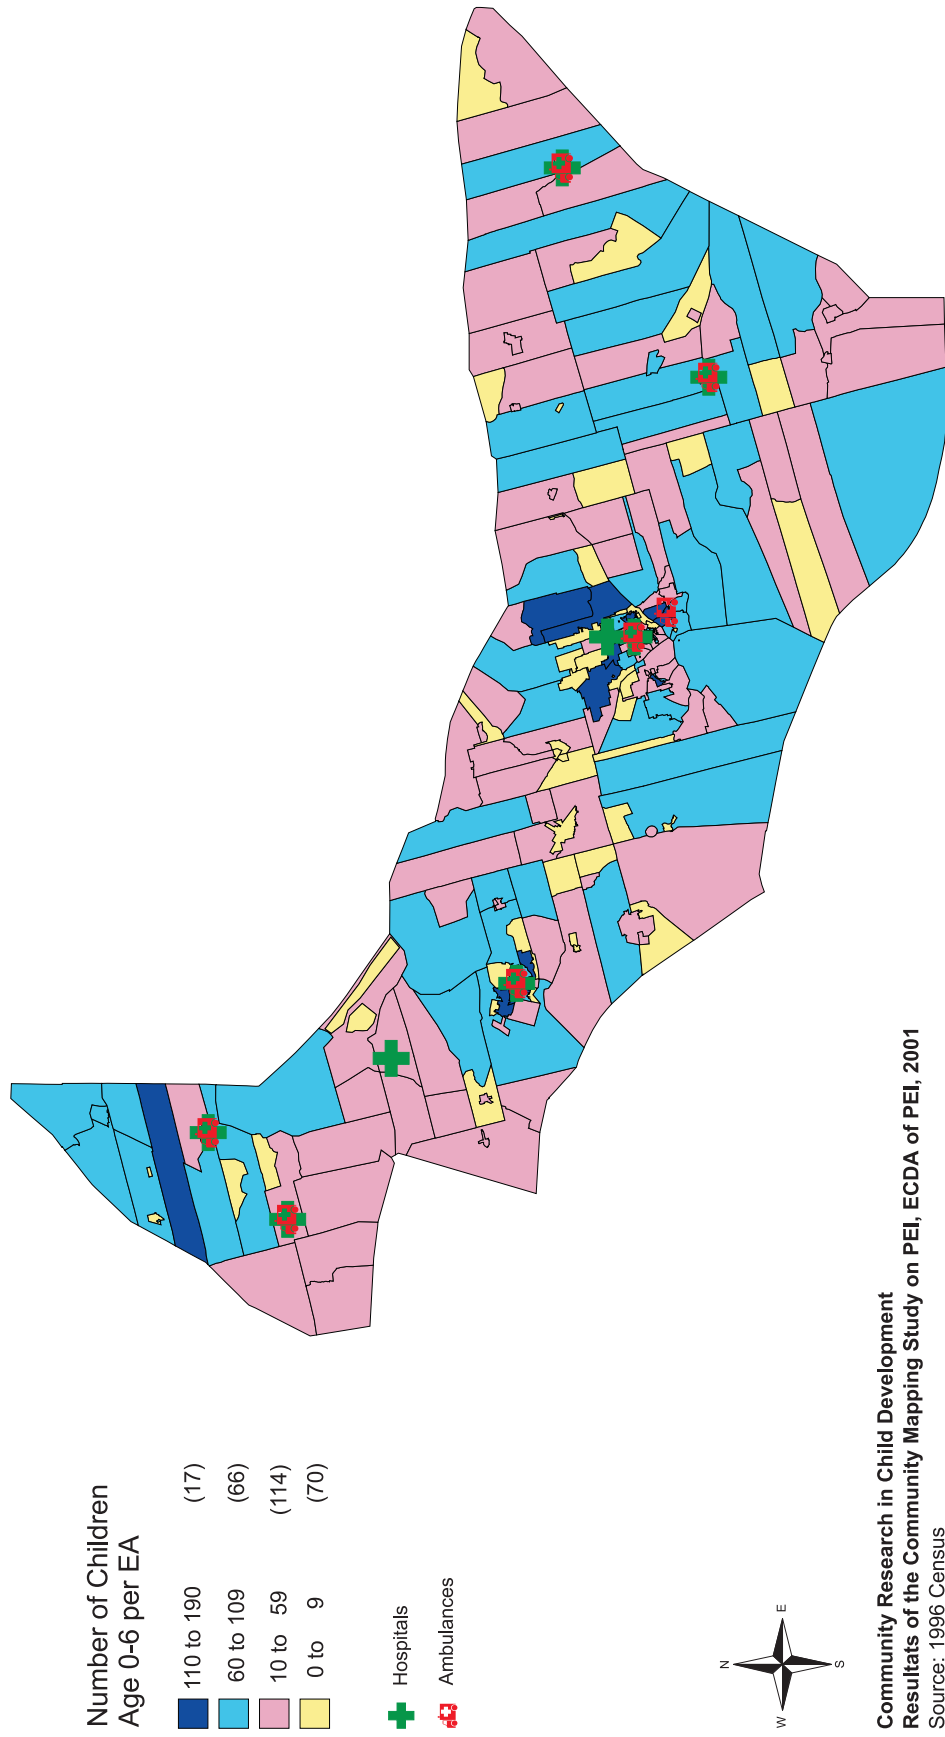 Number of Children
Age 0-6 per EA
110 to 190 (17)
60 to 109 (66)
10 to 59 (114)
0 to 9 (70)
Hospitals
Ambulances
N
W E
S
Community Research in Child Development
Resultats of the Community Mapping Study on PEI, ECDA of PEI, 2001
Source: 1996 Census